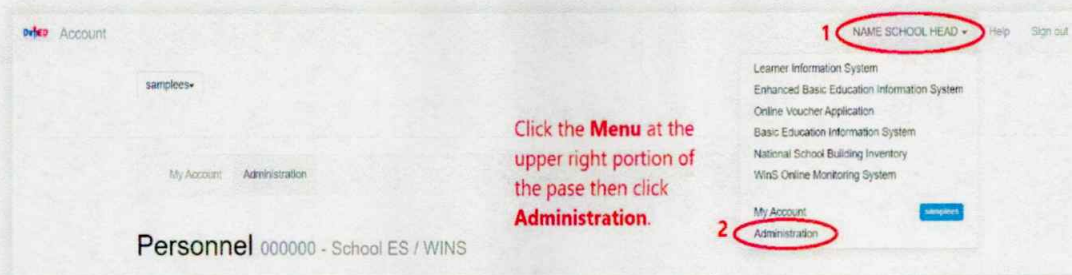 DepED Account
1 NAME SCHOOL HEAD Help Sign out
samplees
Learner Information System
Enhanced Basic Education Information System
Online Voucher Application
Basic Education Information System
National School Building Inventory
WinS Online Monitoring System
My Account samplees
2 Administration
Click the Menu at the
upper right portion of
the pase then click
Administration.
My Account Administration
Personnel 000000 - School ES / WINS